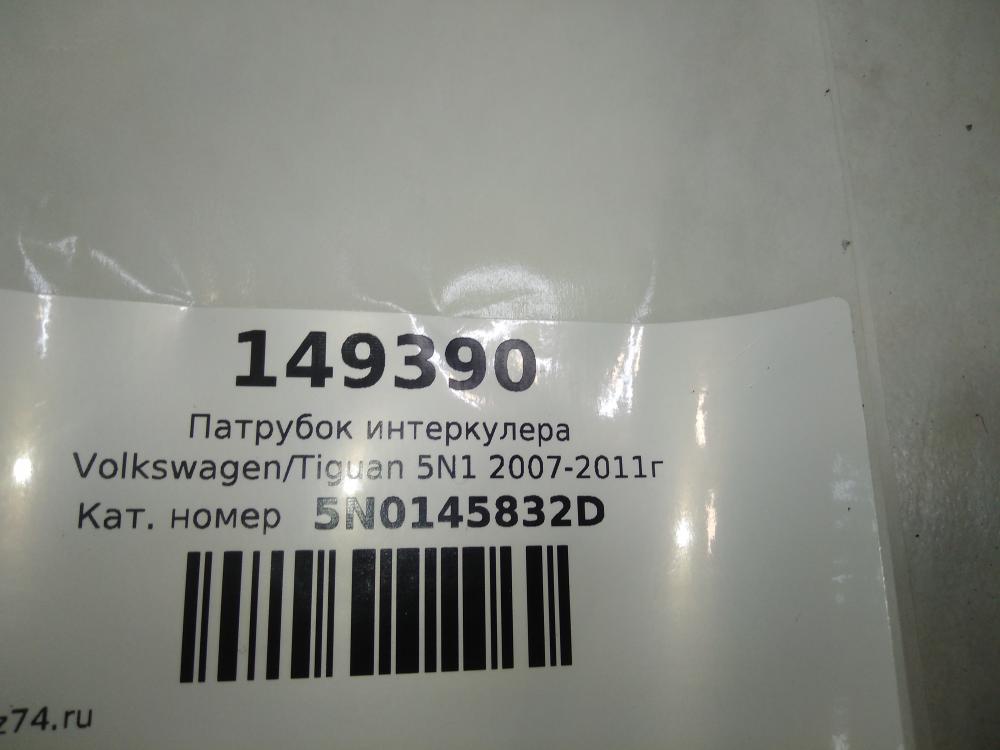 149390
Патрубок интеркулера
Volkswagen/Tiguan 5N1 2007-2011г
Кат. номер 5N0145832D
z74.ru